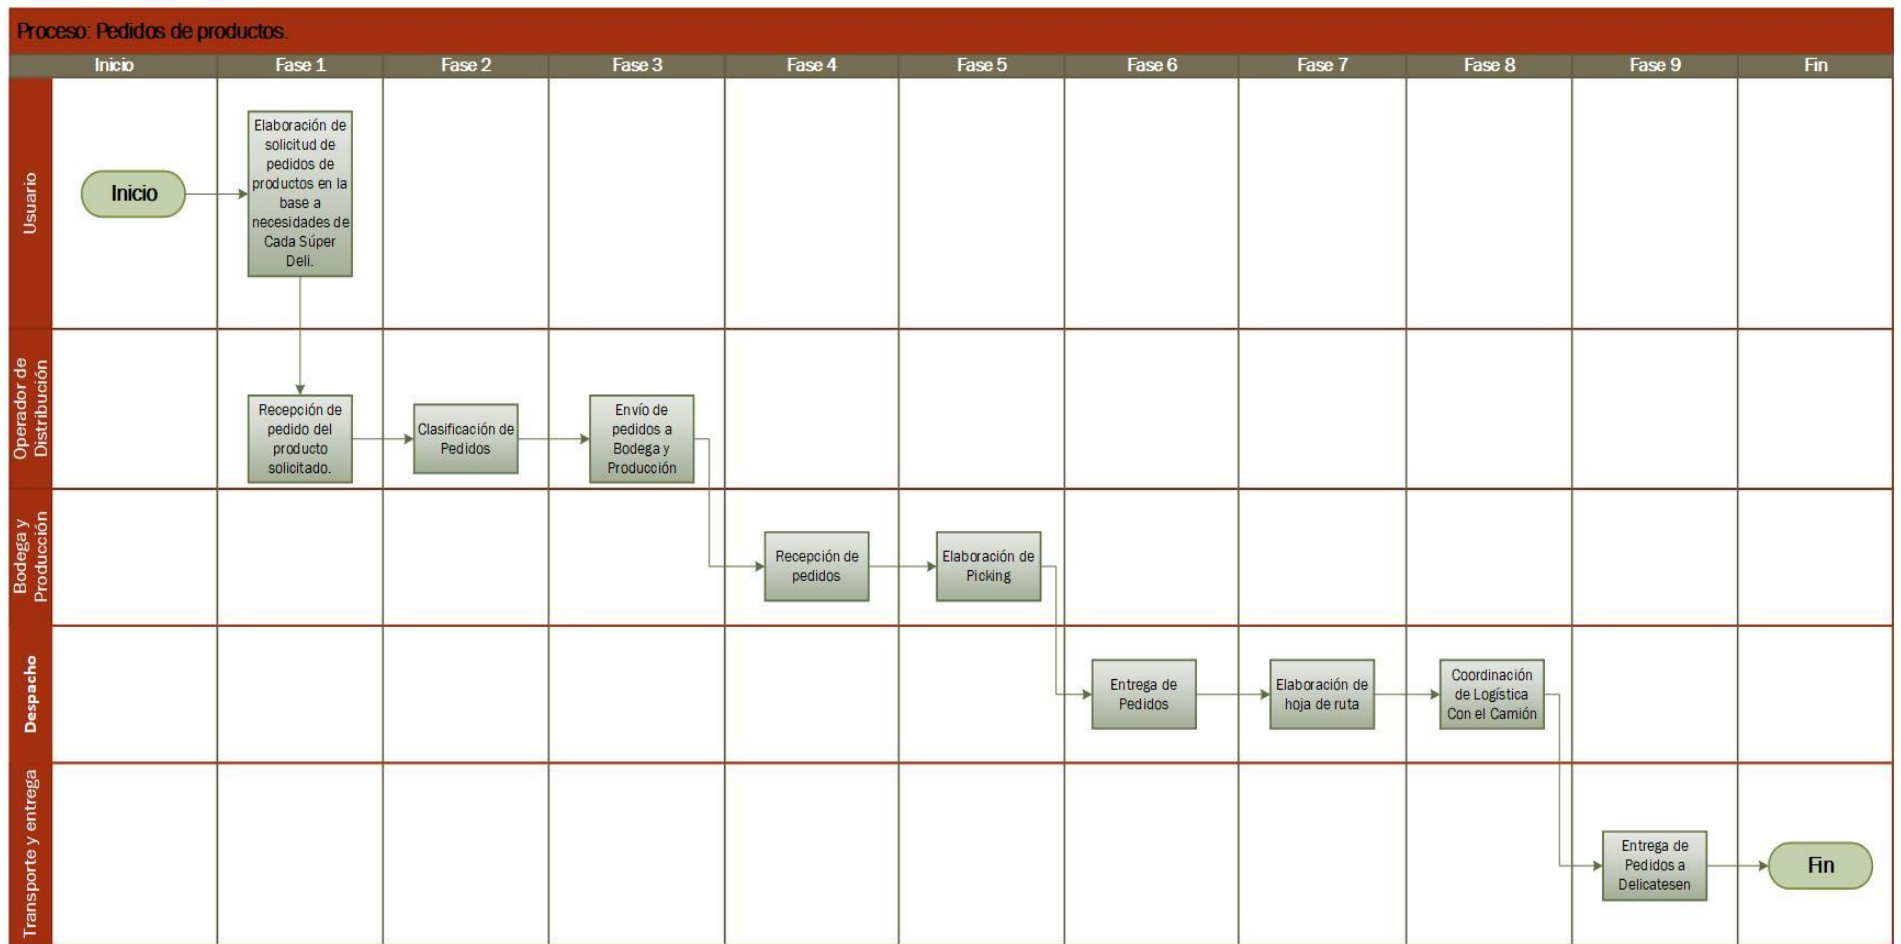 Proceso: Pedidos de productos.
Inicio
Fase 1
Fase 2
Fase 3
Fase 4
Fase 5
Fase 6
Fase 7
Fase 8
Fase 9
Fin
Usuario
Inicio
Elaboración de
solicitud de
pedidos de
productos en la
base a
necesidades de
Cada Súper
Deli.
Operador de
Distribución
Recepción de
pedido del
producto
solicitado.
Clasificación de
Pedidos
Envío de
pedidos a
Bodega y
Producción
Bodega y
Producción
Recepción de
pedidos
Elaboración de
Picking
Despacho
Entrega de
Pedidos
Elaboración de
hoja de ruta
Coordinación
de Logística
Con el Camión
Transporte y entrega
Entrega de
Pedidos a
Delicatesen
Fin